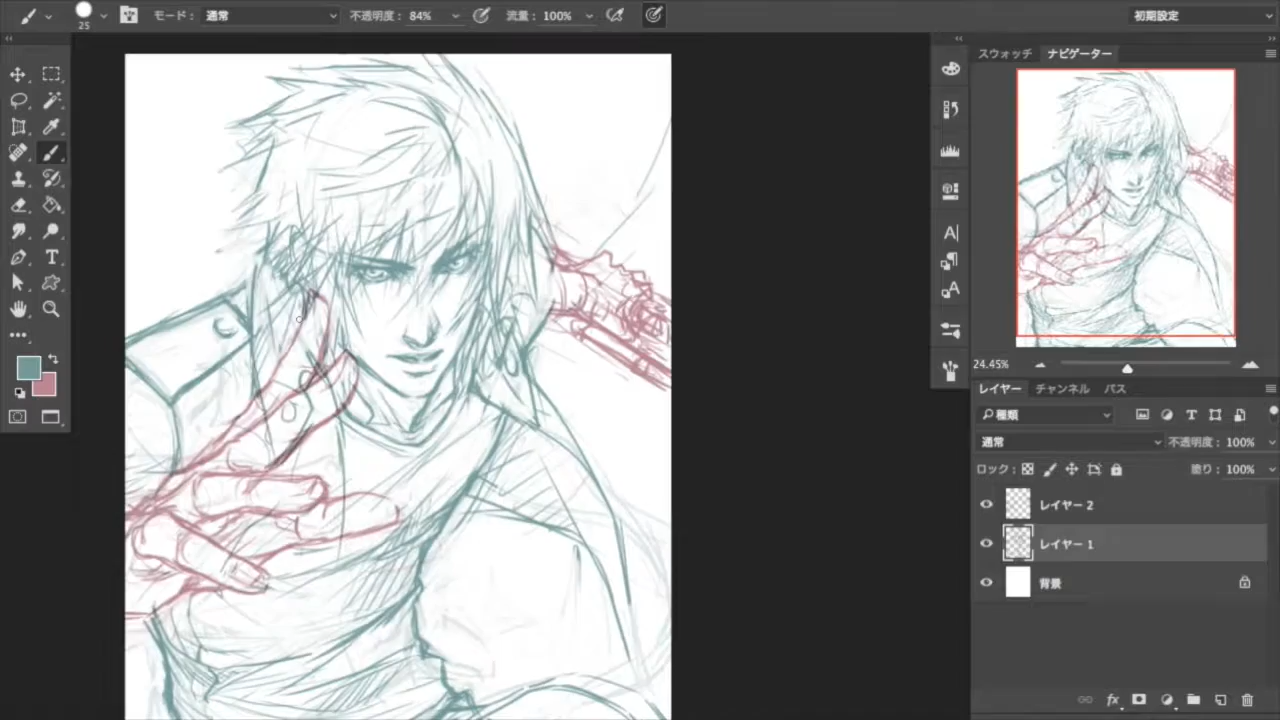 25
モード： 通常
不透明度： 84%
流量： 100%
初期設定
スウォッチ ナビゲーター
24.45%
レイヤー チャンネル パス
種類
通常 不透明度： 100%
ロック： 塗り： 100%
レイヤー 2
レイヤー 1
背景
fx